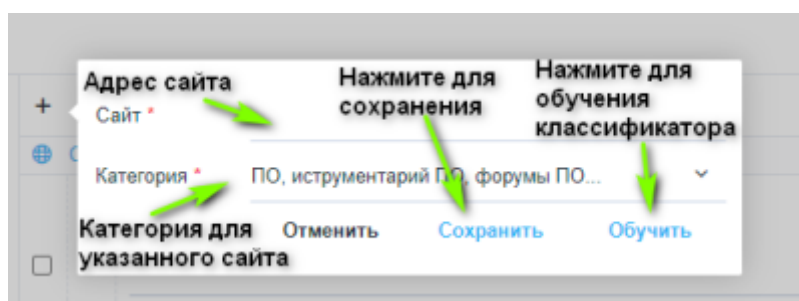 Адрес сайта
Нажмите для
сохранения
Нажмите для
обучения
классификатора
Сайт *
Категория *
ПО, иструментарий ПО, форумы ПО...
Категория для
указанного сайта
Отменить
Сохранить
Обучить